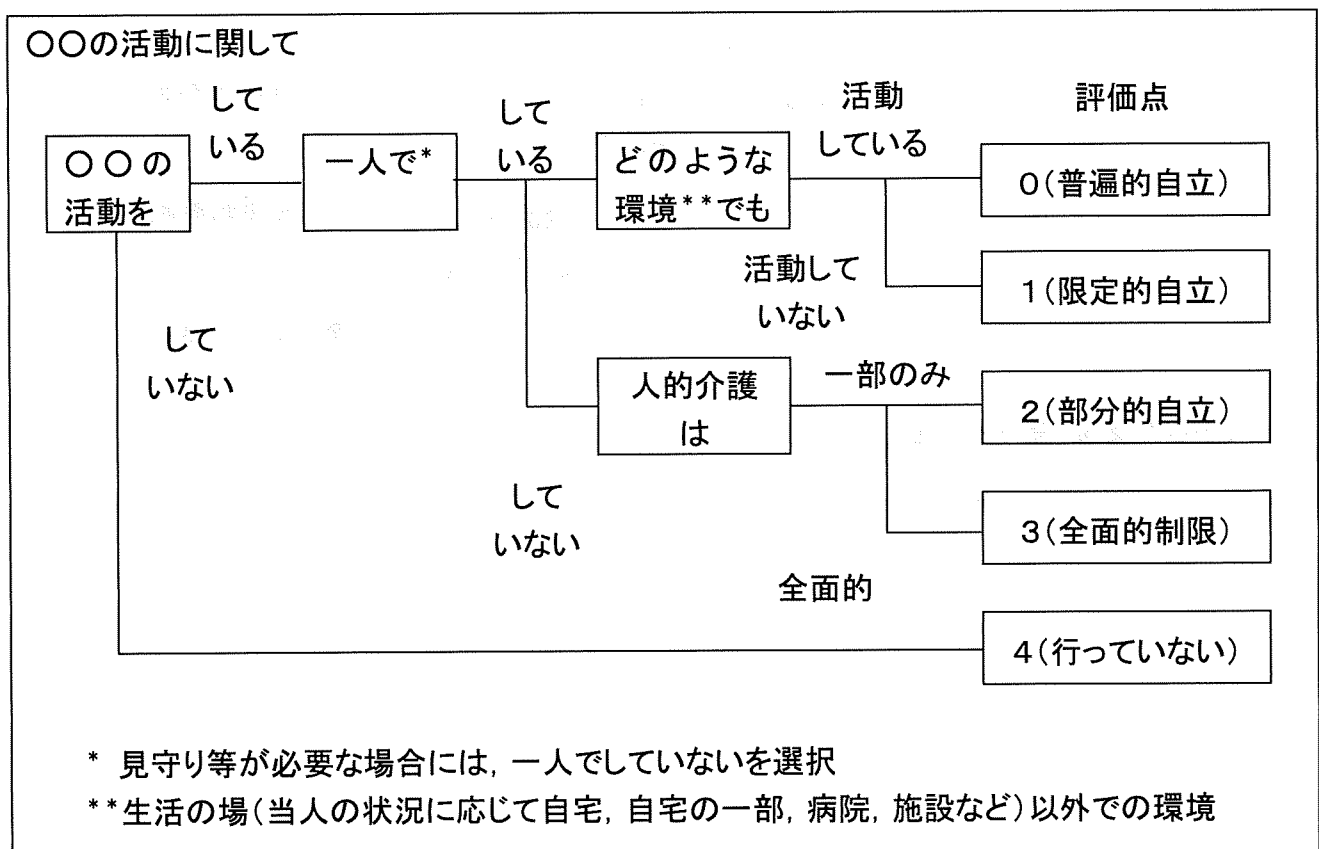 〇〇の活動に関して
して
いる
して
いる
活動
している
評価点
〇〇の
活動を
一人で*
どのような
環境**でも
0(普遍的自立)
活動して
いない
1(限定的自立)
して
いない
人的介護
は
一部のみ
2(部分的自立)
して
いない
3(全面的制限)
全面的
4(行っていない)
* 見守り等が必要な場合には, 一人でしていないを選択
**生活の場(当人の状況に応じて自宅, 自宅の一部, 病院, 施設など)以外での環境